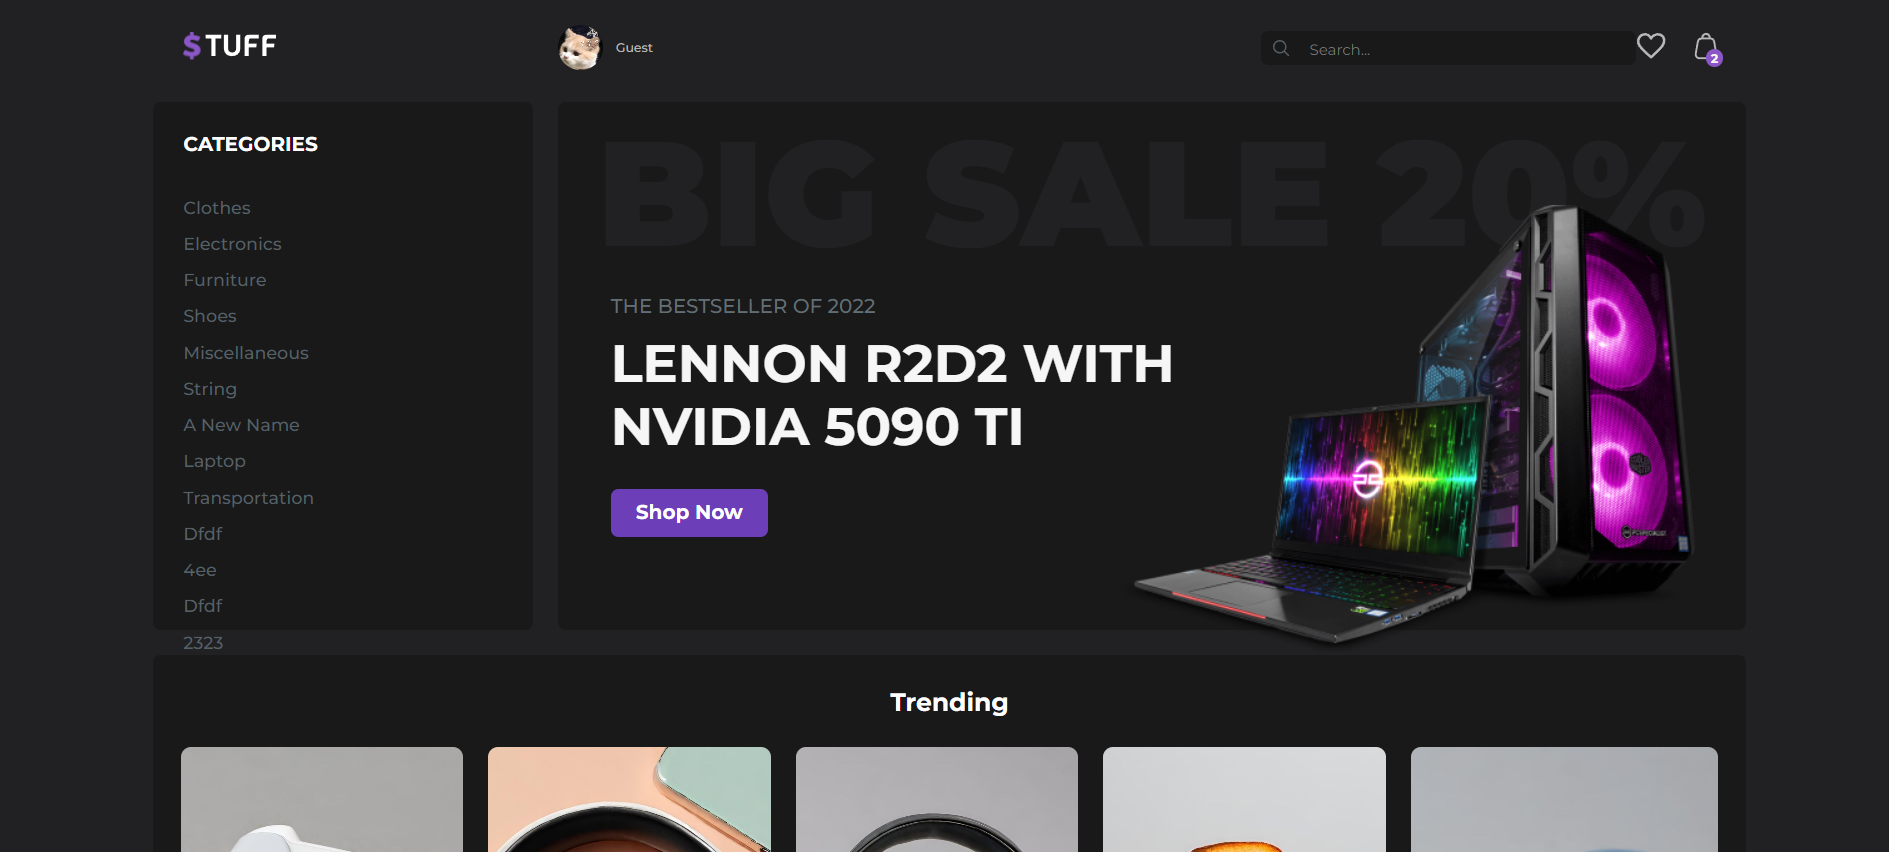 $TUFF
Guest
Search...
2
CATEGORIES
Clothes
Electronics
Furniture
Shoes
Miscellaneous
String
A New Name
Laptop
Transportation
Dfdf
4ee
Dfdf
2323
BIG SALE 20%
THE BESTSELLER OF 2022
LENNON R2D2 WITH
NVIDIA 5090 TI
Shop Now
PCSPECIALIST
Trending